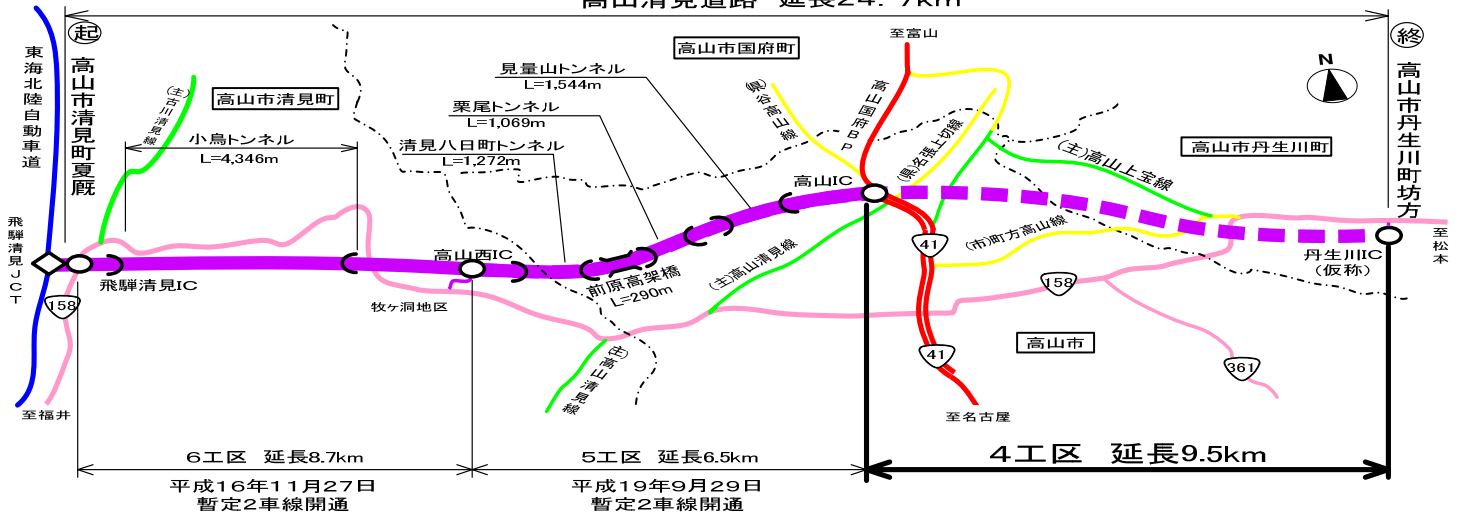 高山清見道路 延長24.7km
起
終
東海北陸自動車道
高山市清見町夏厩
(主)古川清見線
高山市清見町
小鳥トンネル
L=4,346m
見量山トンネル
L=1,544m
栗尾トンネル
L=1,069m
清見八日町トンネル
L=1,272m
高山市国府町
至富山
(県)谷高山線
高山国府BP
(県)名張上切線
N
高山市丹生川町
(主)高山上宝線
高山市丹生川町坊方
高山IC
高山西IC
飛騨清見JCT
飛騨清見IC
158
牧ヶ洞地区
前原高架橋
L=290m
(主)高山清見線
41
(市)町方高山線
158
至松本
丹生川IC
(仮称)
高山市
(主)高山清見線
41
361
至福井
至名古屋
6工区 延長8.7km
5工区 延長6.5km
4工区 延長9.5km
平成16年11月27日
暫定2車線開通
平成19年9月29日
暫定2車線開通